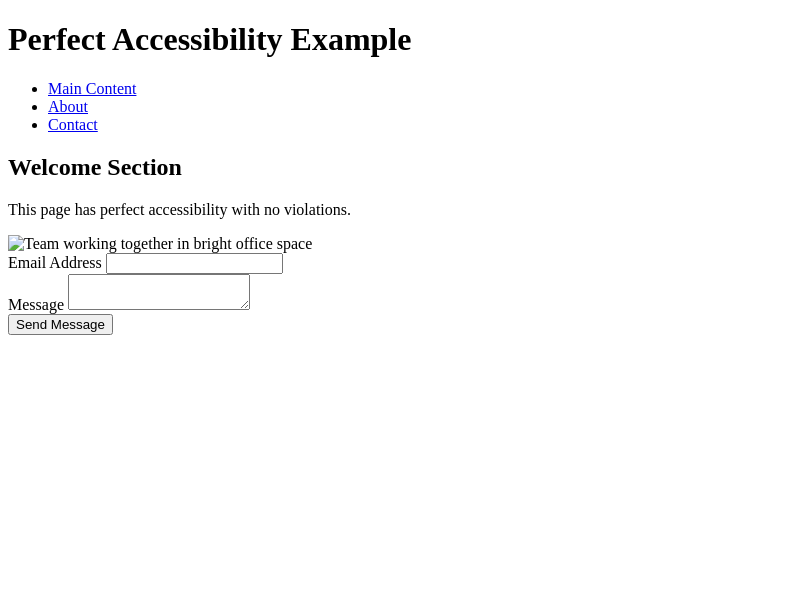 Perfect Accessibility Example
Main Content
About
Contact
Welcome Section
This page has perfect accessibility with no violations.
Team working together in bright office space
Email Address
Message
Send Message